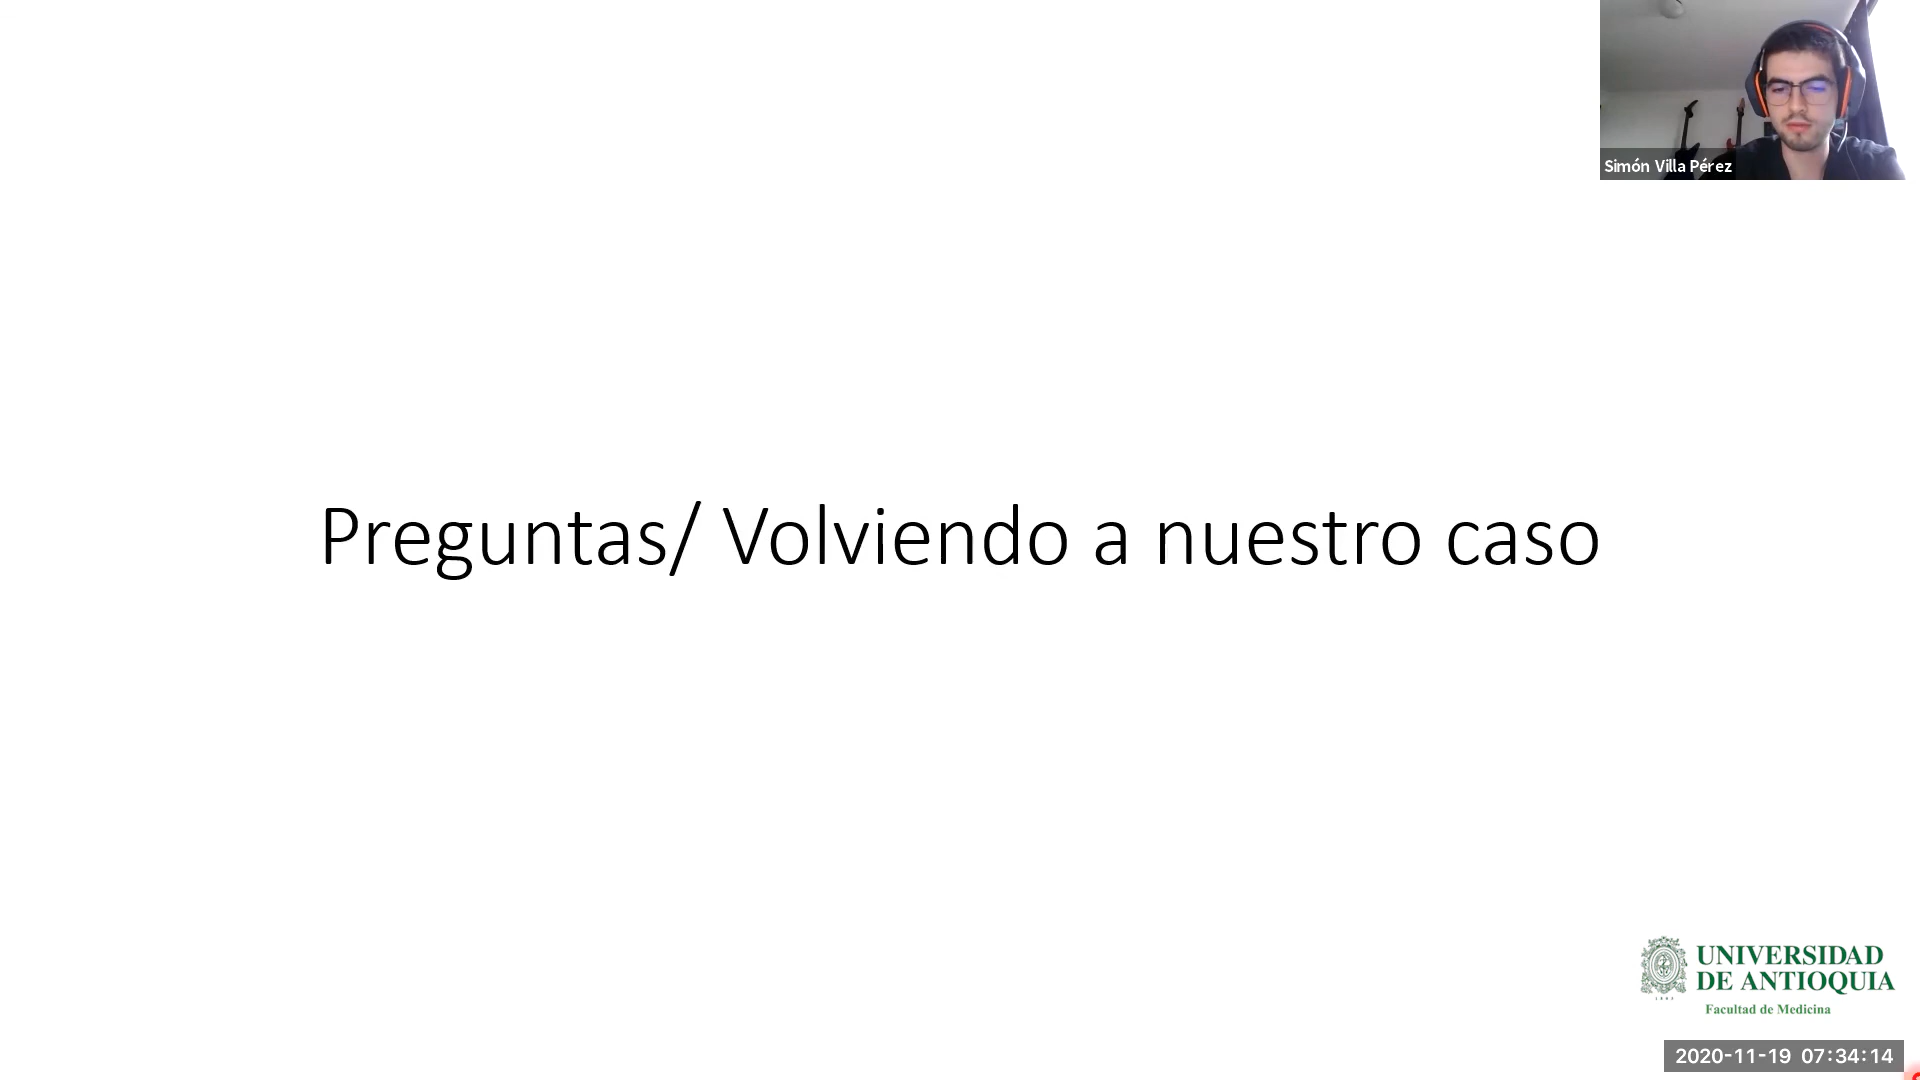 Simón Villa Pérez
Preguntas/ Volviendo a nuestro caso
UNIVERSIDAD
DE ANTIOQUIA
1803
Facultad de Medicina
2020-11-19 07:34:14